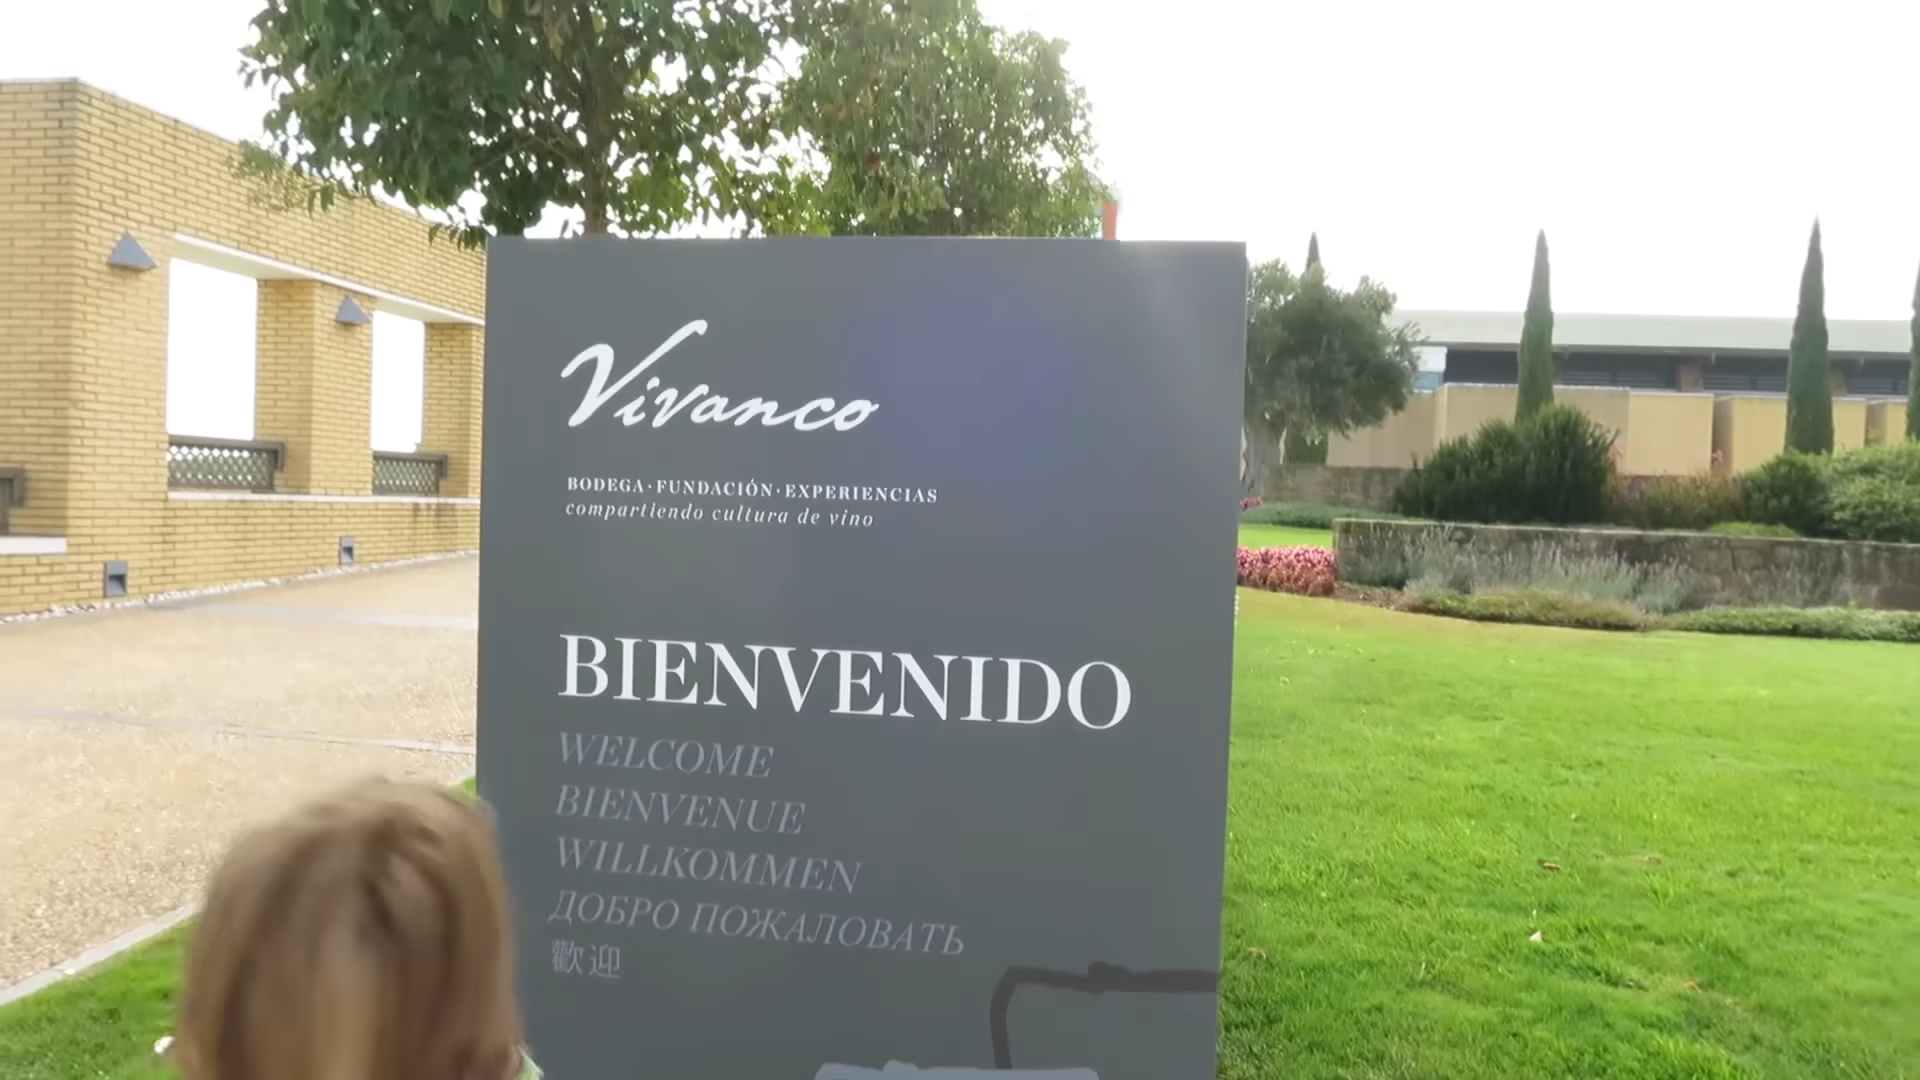 Vivanco
BODEGA·FUNDACIÓN·EXPERIENCIAS
compartiendo cultura de vino
BIENVENIDO
WELCOME
BIENVENUE
WILLKOMMEN
ДОБРО ПОЖАЛОВАТЬ
歡迎